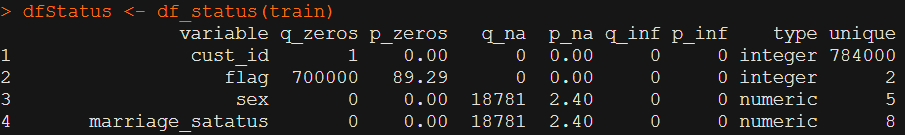 > dfStatus <- df_status(train)
variable q_zeros p_zeros q_na p_na q_inf p_inf type unique
1 cust_id 1 0.00 0 0.00 0 0 integer 784000
2 flag 700000 89.29 0 0.00 0 0 integer 2
3 sex 0 0.00 18781 2.40 0 0 numeric 5
4 marriage_satatus 0 0.00 18781 2.40 0 0 numeric 8